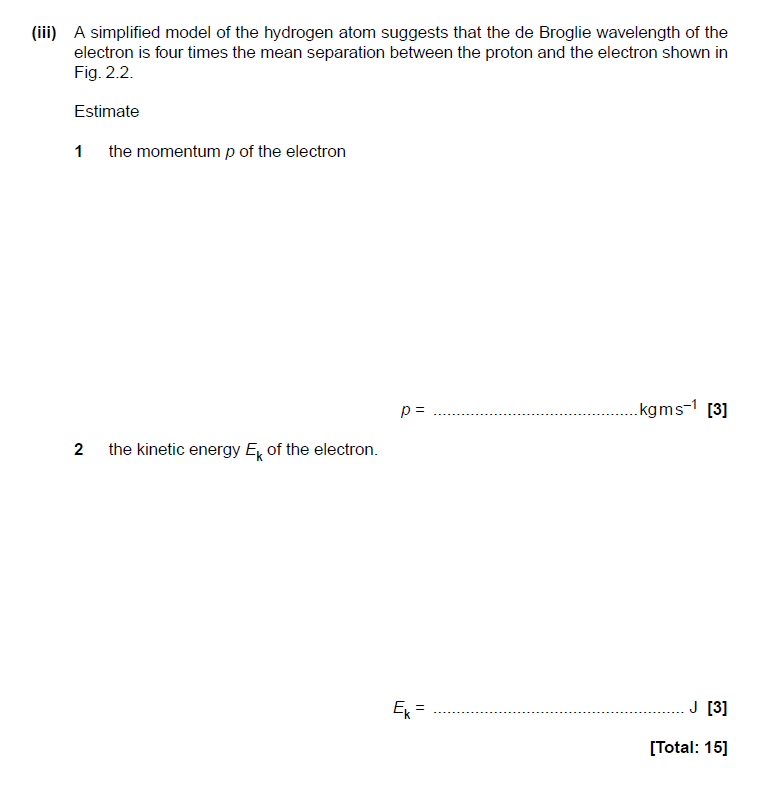 (iii) A simplified model of the hydrogen atom suggests that the de Broglie wavelength of the
electron is four times the mean separation between the proton and the electron shown in
Fig. 2.2.
Estimate
1 the momentum p of the electron
p = ............................................kg m s⁻¹ [3]
2 the kinetic energy Eₖ of the electron.
Eₖ = ...................................................... J [3]
[Total: 15]